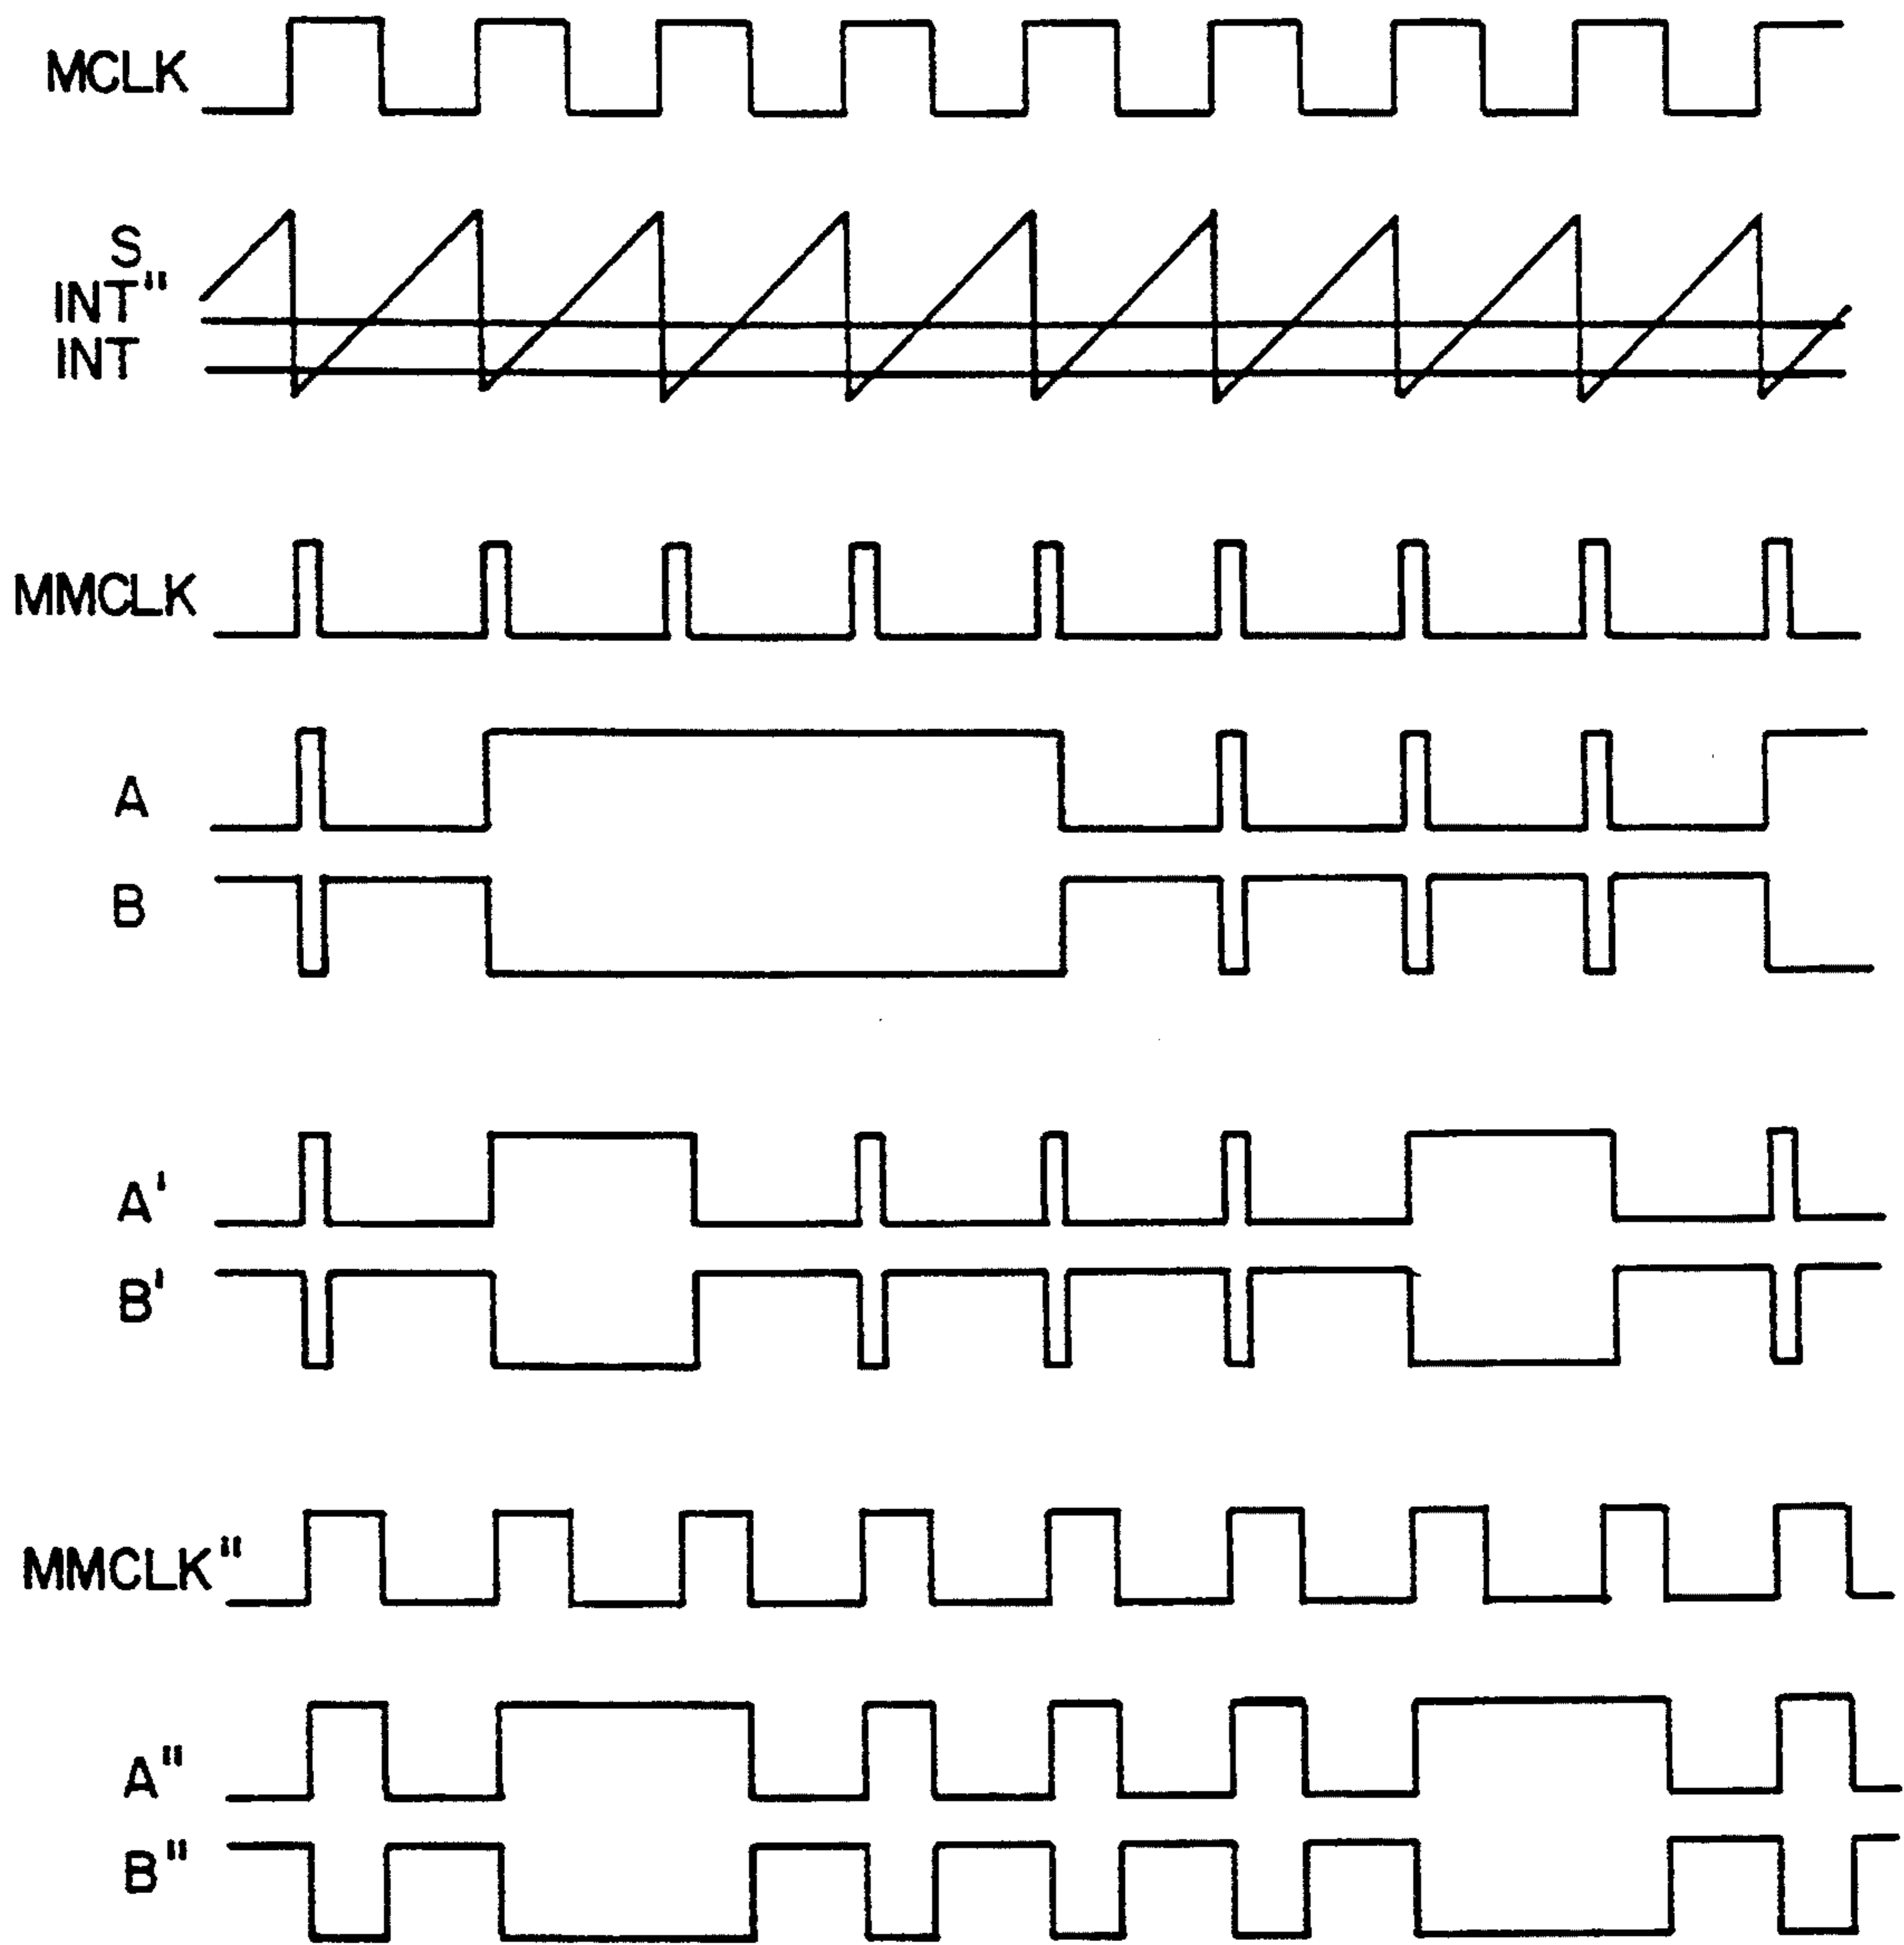 MCLK
S
INT"
INT
MMCLK
A
B
A'
B'
MMCLK"
A"
B"